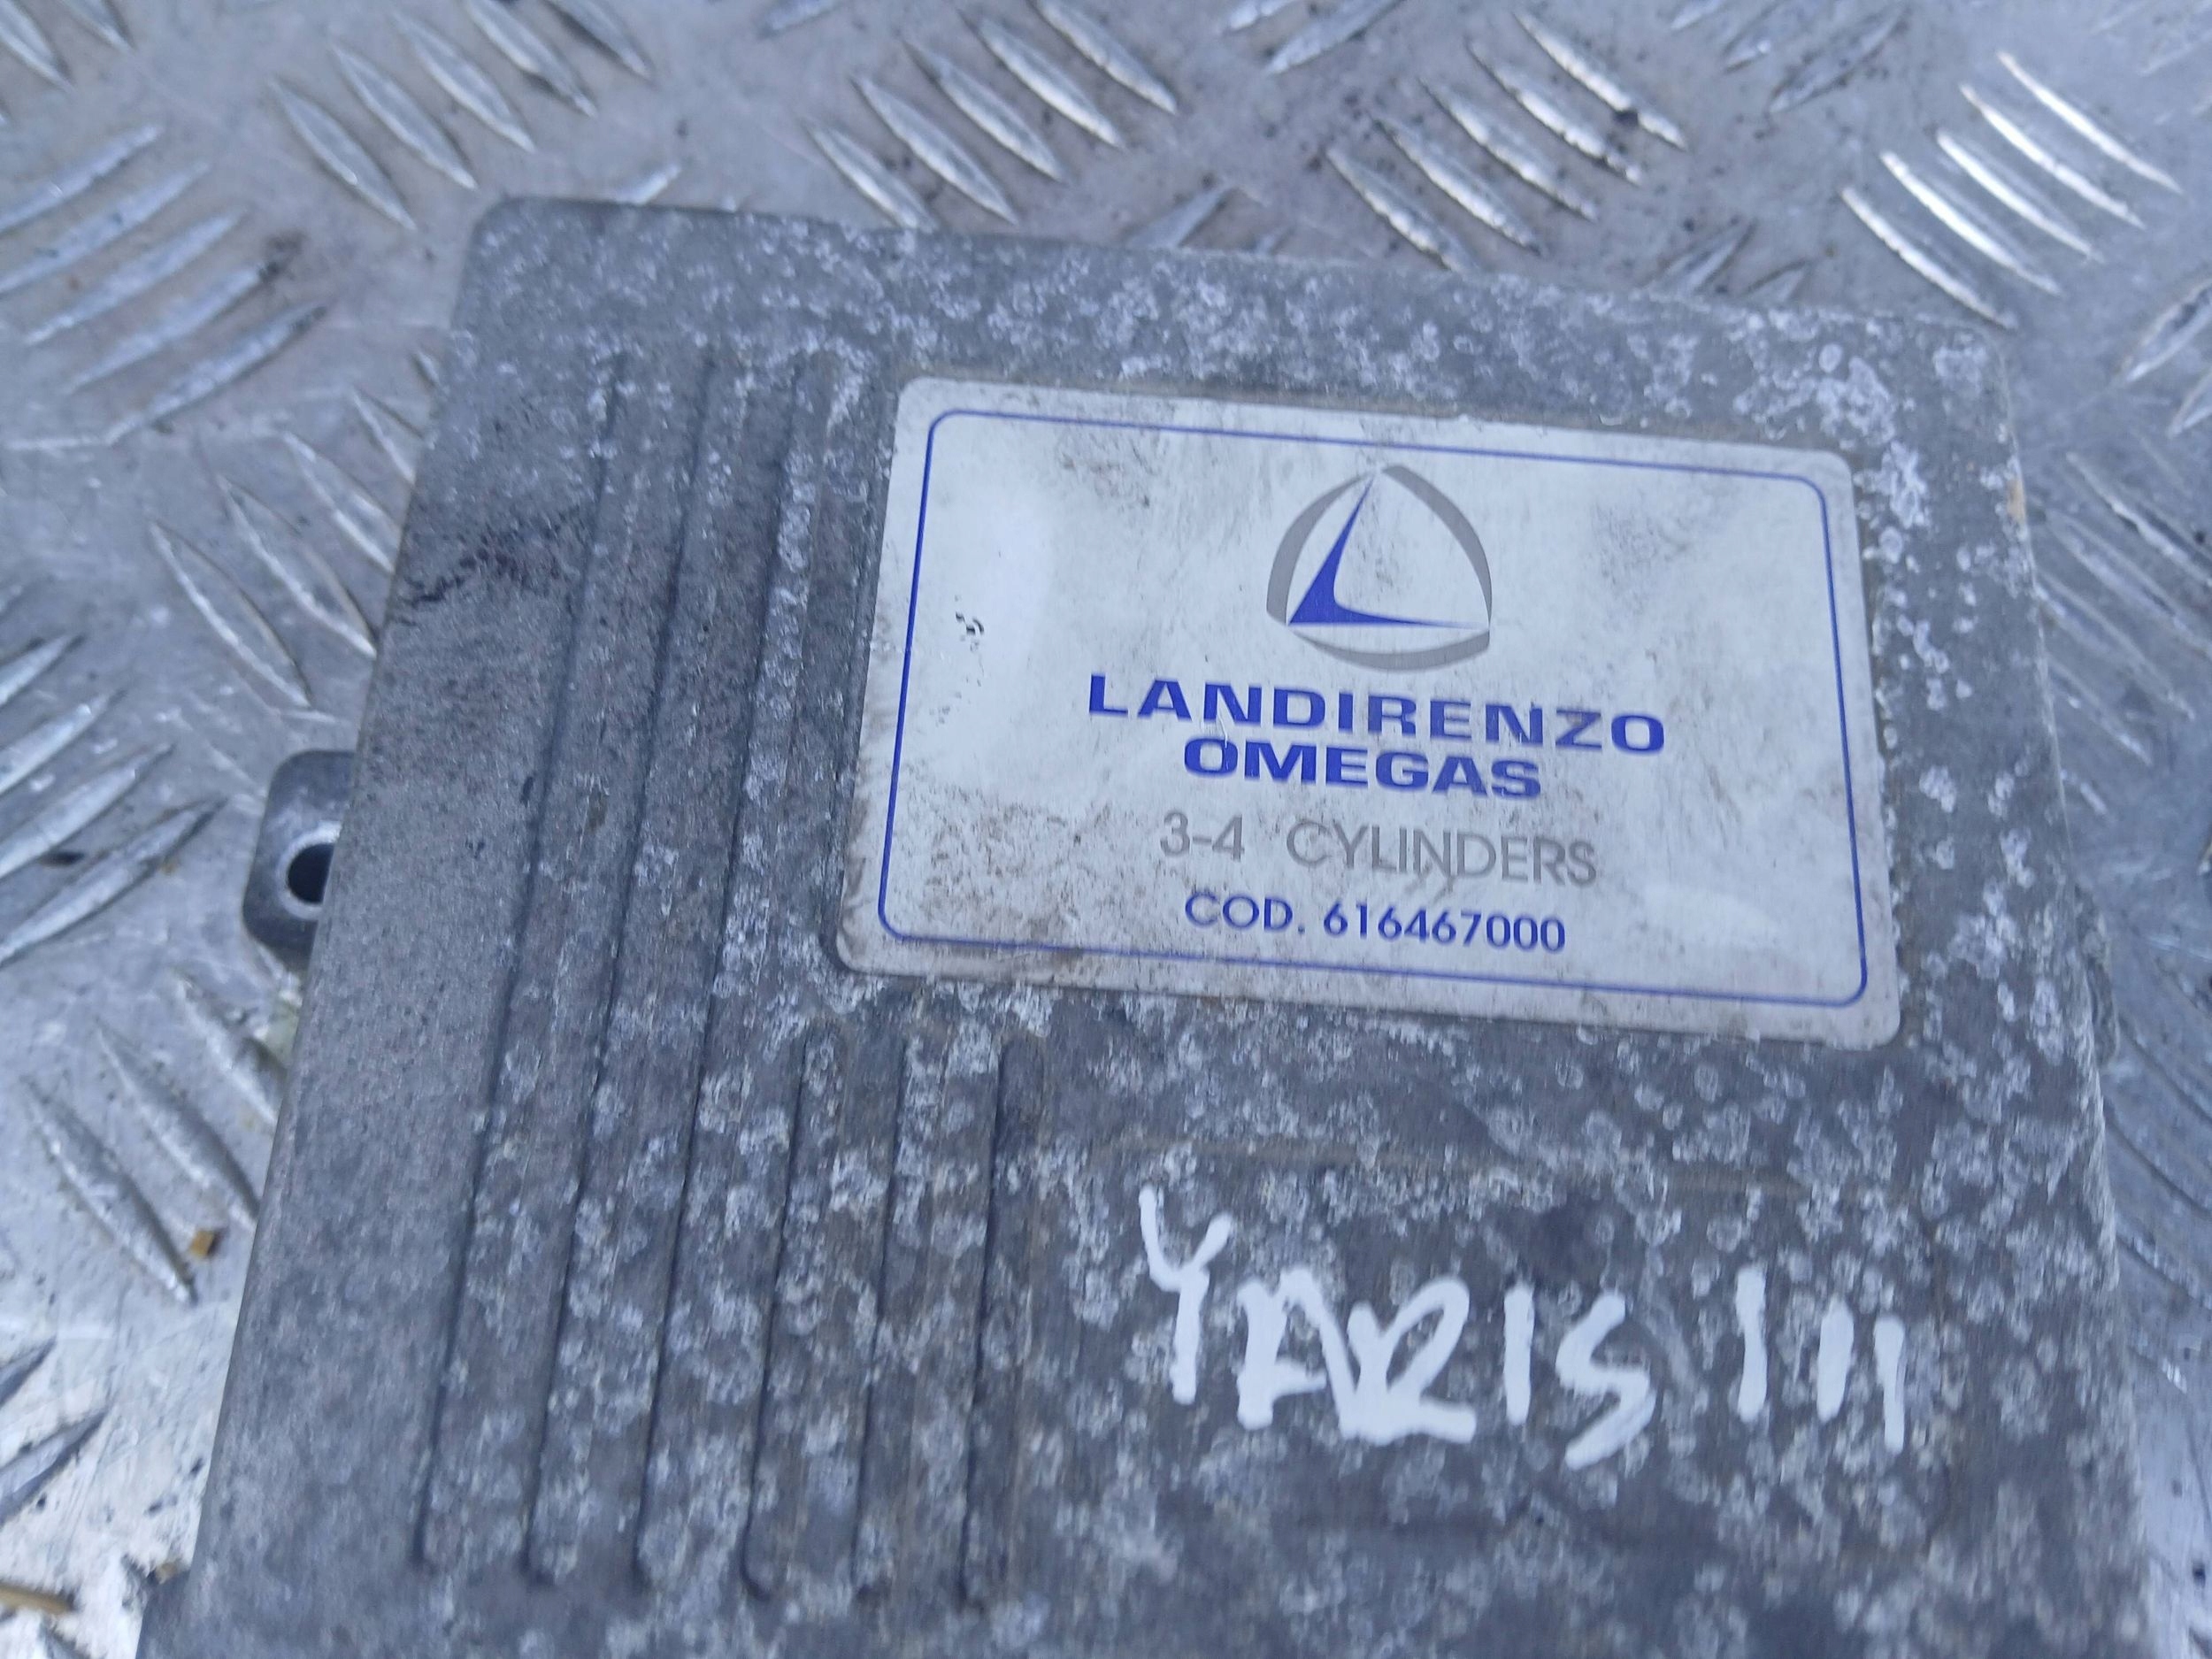 LANDIRENZO
OMEGAS
3-4 CYLINDERS
COD. 616467000
YARIS III